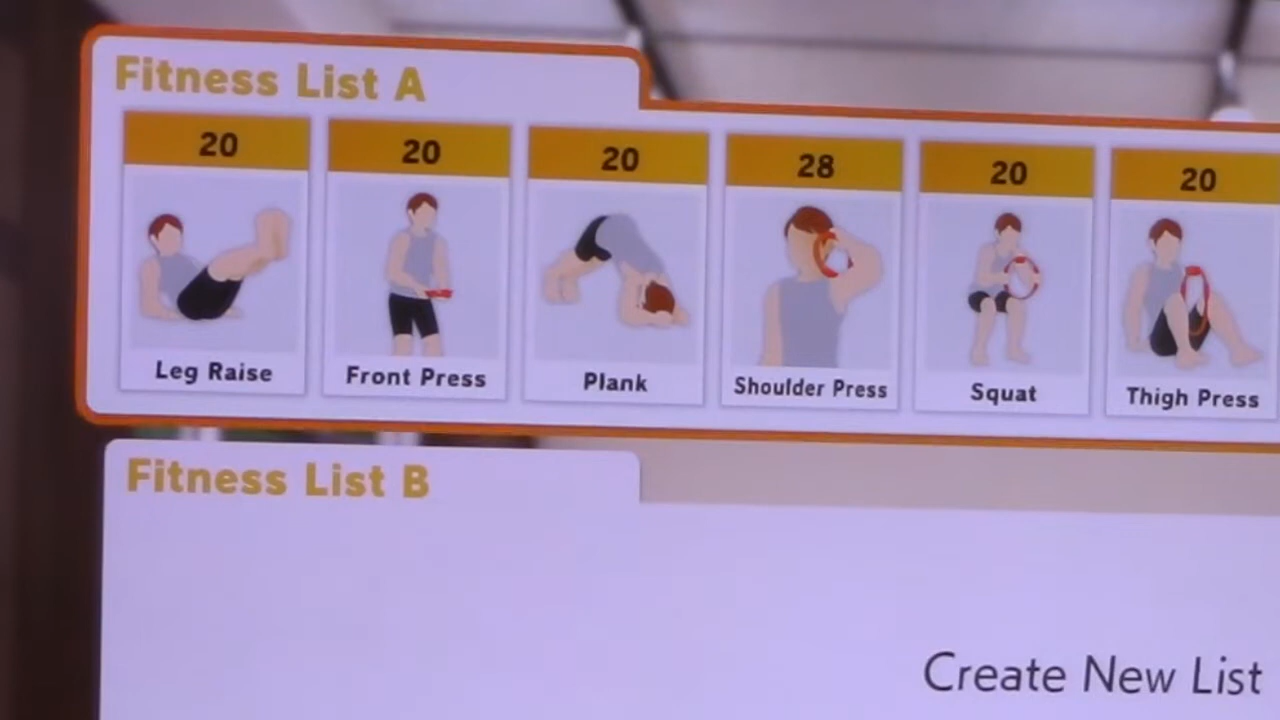 Fitness List A
20 20 20 28 20 20
Leg Raise Front Press Plank Shoulder Press Squat Thigh Press
Fitness List B
Create New List